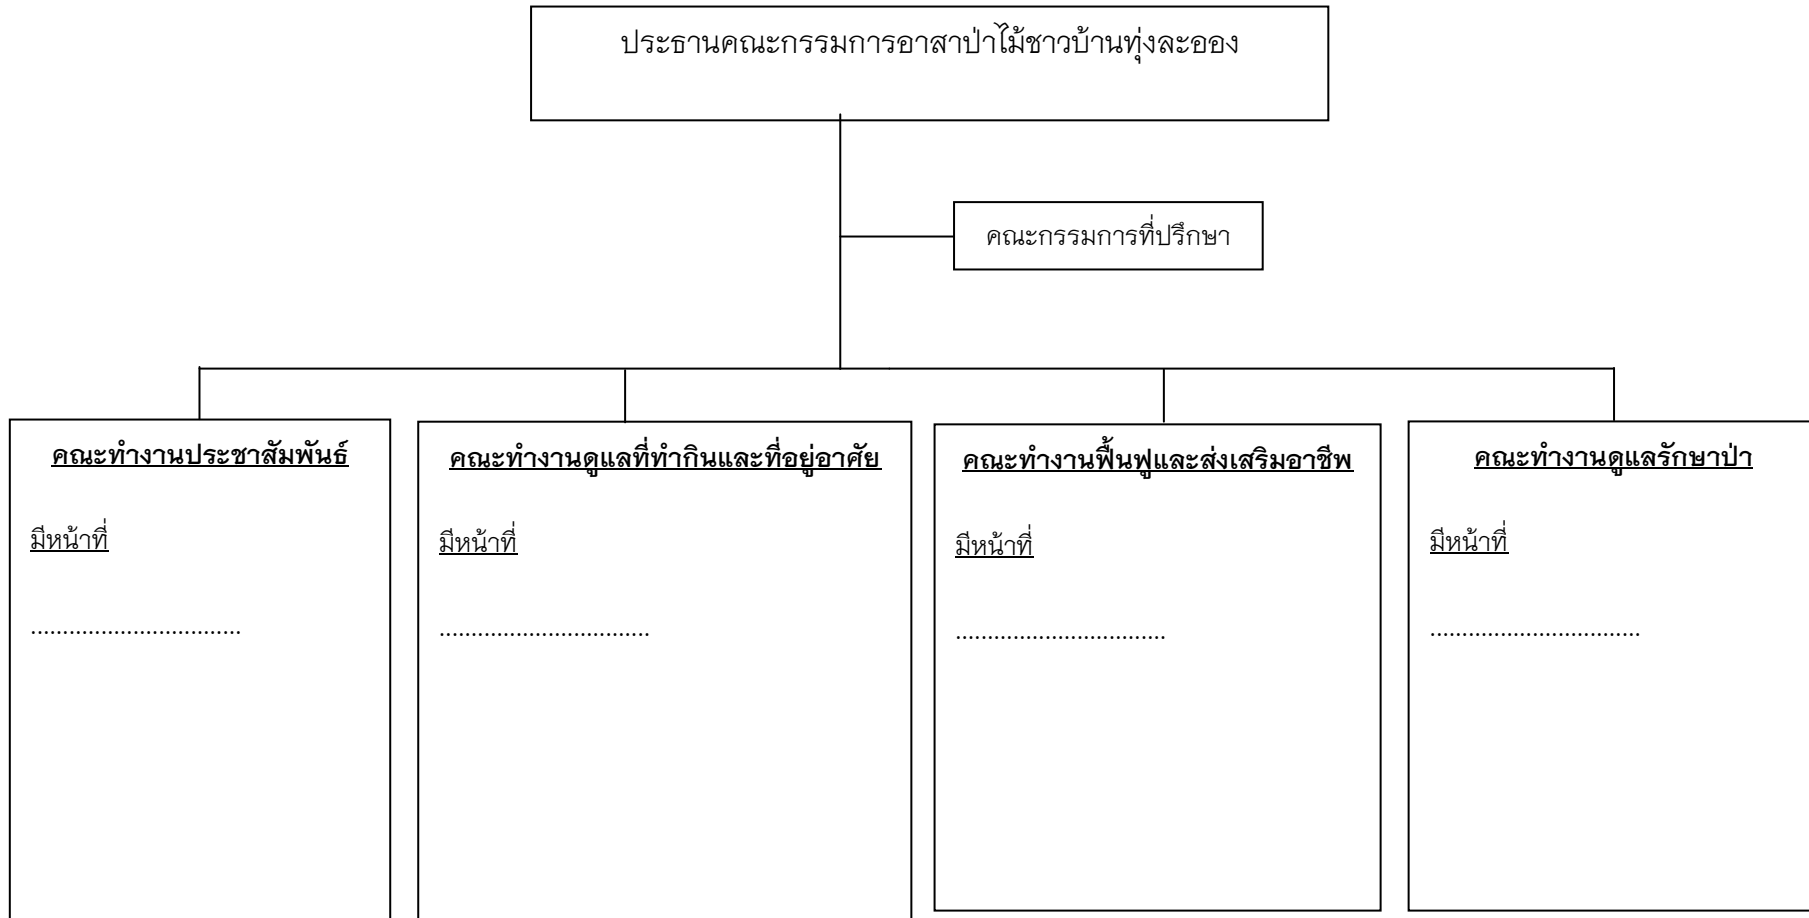 ประธานคณะกรรมการอาสาป่าไม้ชาวบ้านทุ่งละออง
คณะกรรมการที่ปรึกษา
คณะทำงานประชาสัมพันธ์
มีหน้าที่
.................................
คณะทำงานดูแลที่ทำกินและที่อยู่อาศัย
มีหน้าที่
.................................
คณะทำงานฟื้นฟูและส่งเสริมอาชีพ
มีหน้าที่
.................................
คณะทำงานดูแลรักษาป่า
มีหน้าที่
.................................